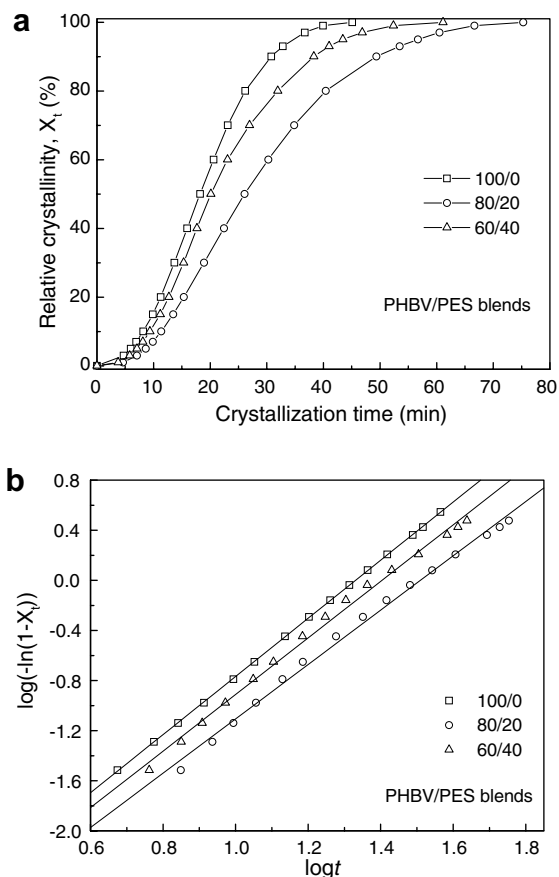 a
100
80
60
40
20
0
Relative crystallinity, X_t (%)
100/0
80/20
60/40
PHBV/PES blends
0 10 20 30 40 50 60 70 80
Crystallization time (min)
b
0.8
0.4
0.0
-0.4
-0.8
-1.2
-1.6
-2.0
log(-ln(1-X_t))
100/0
80/20
60/40
PHBV/PES blends
0.6 0.8 1.0 1.2 1.4 1.6 1.8
logt